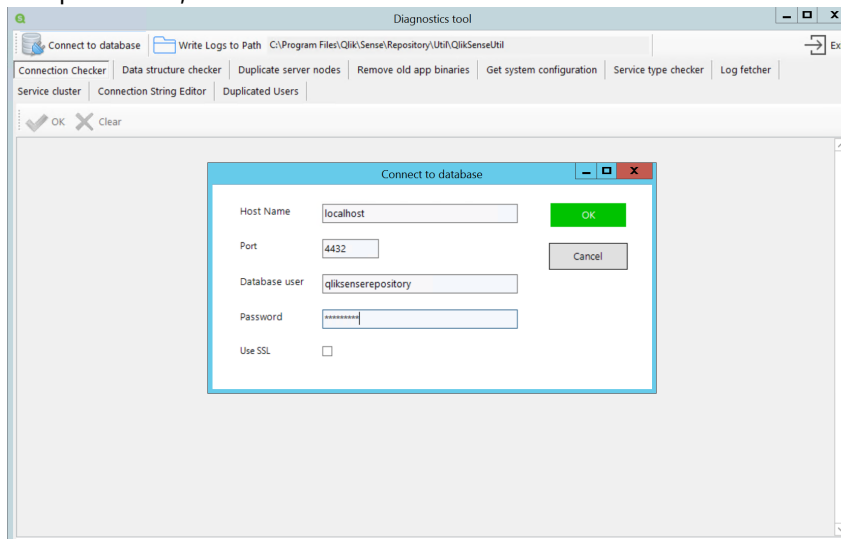 Diagnostics tool
Connect to database Write Logs to Path C:\Program Files\Qlik\Sense\Repository\Util\QlikSenseUtil Ex
Connection Checker Data structure checker Duplicate server nodes Remove old app binaries Get system configuration Service type checker Log fetcher
Service cluster Connection String Editor Duplicated Users
OK Clear
Connect to database
Host Name localhost OK
Port 4432 Cancel
Database user qliksenserepository
Password *********
Use SSL